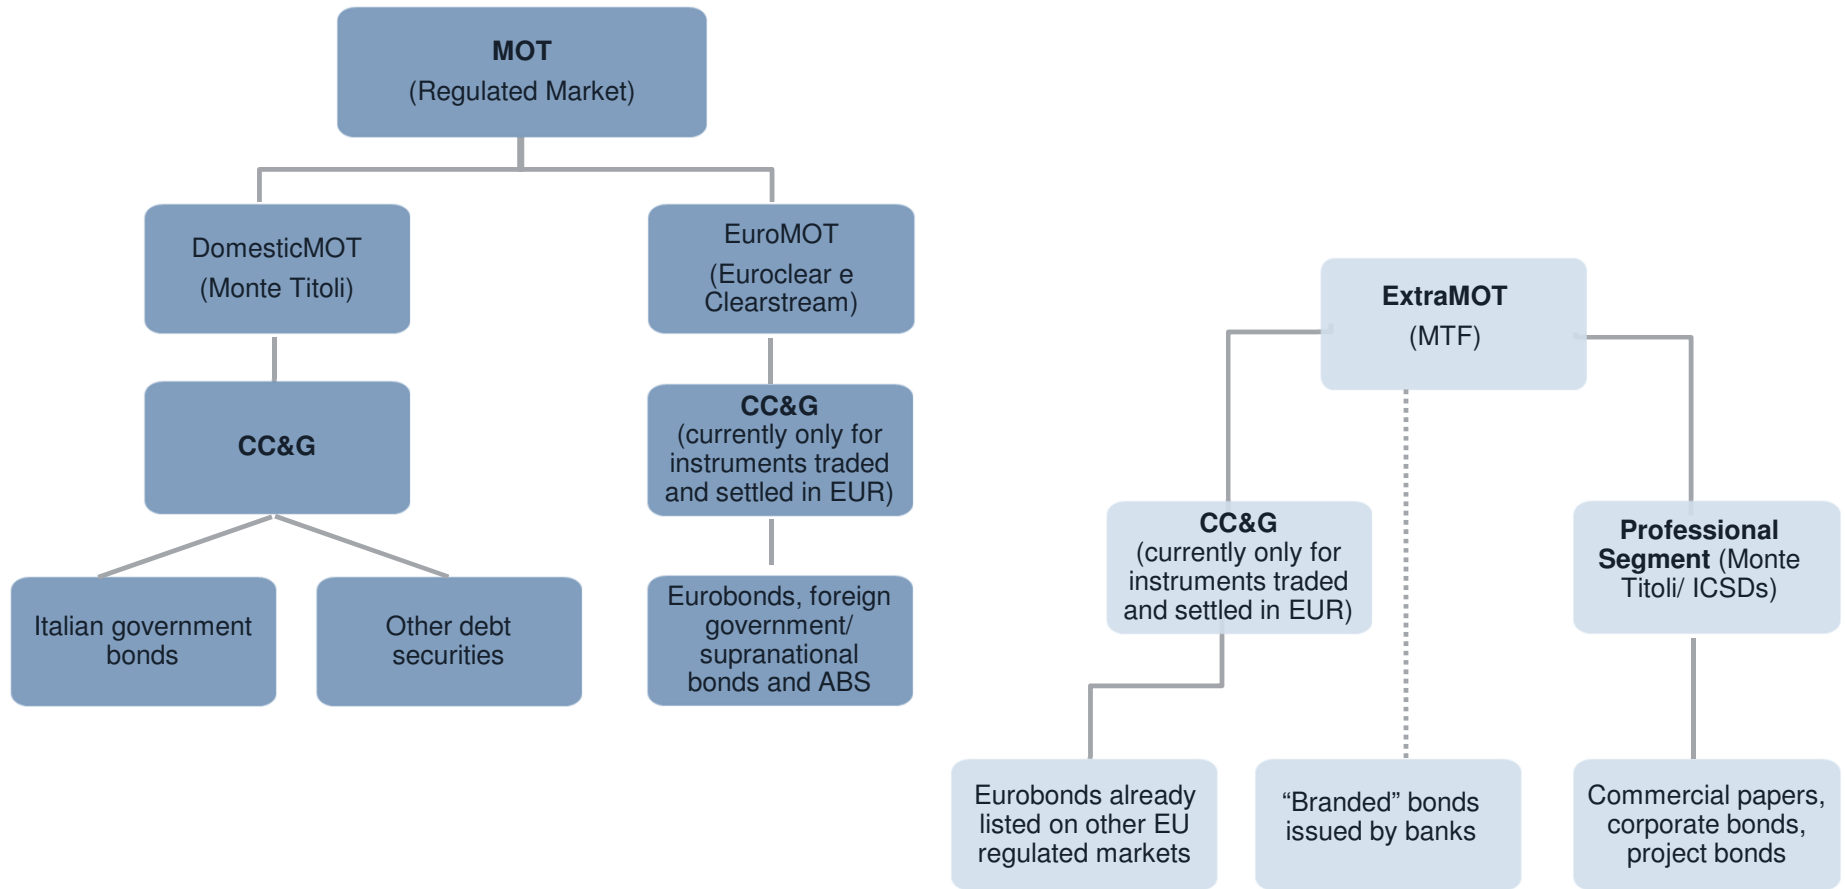 MOT
(Regulated Market)
DomesticMOT
(Monte Titoli)
EuroMOT
(Euroclear e
Clearstream)
CC&G
CC&G
(currently only for
instruments traded
and settled in EUR)
Italian government
bonds
Other debt
securities
Eurobonds, foreign
government/
supranational
bonds and ABS
ExtraMOT
(MTF)
CC&G
(currently only for
instruments traded
and settled in EUR)
Professional
Segment (Monte
Titoli/ ICSDs)
Eurobonds already
listed on other EU
regulated markets
“Branded” bonds
issued by banks
Commercial papers,
corporate bonds,
project bonds